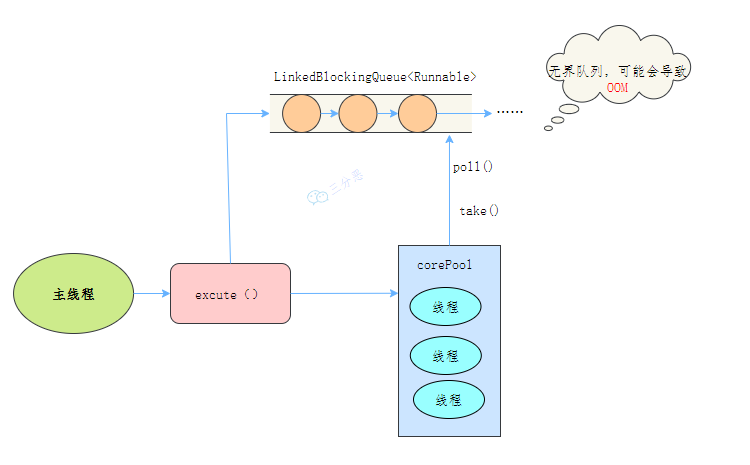 LinkedBlockingQueue<Runnable>
无界队列，可能会导致
OOM
......
poll()
三分恶
take()
corePool
主线程
excute（）
线程
线程
线程